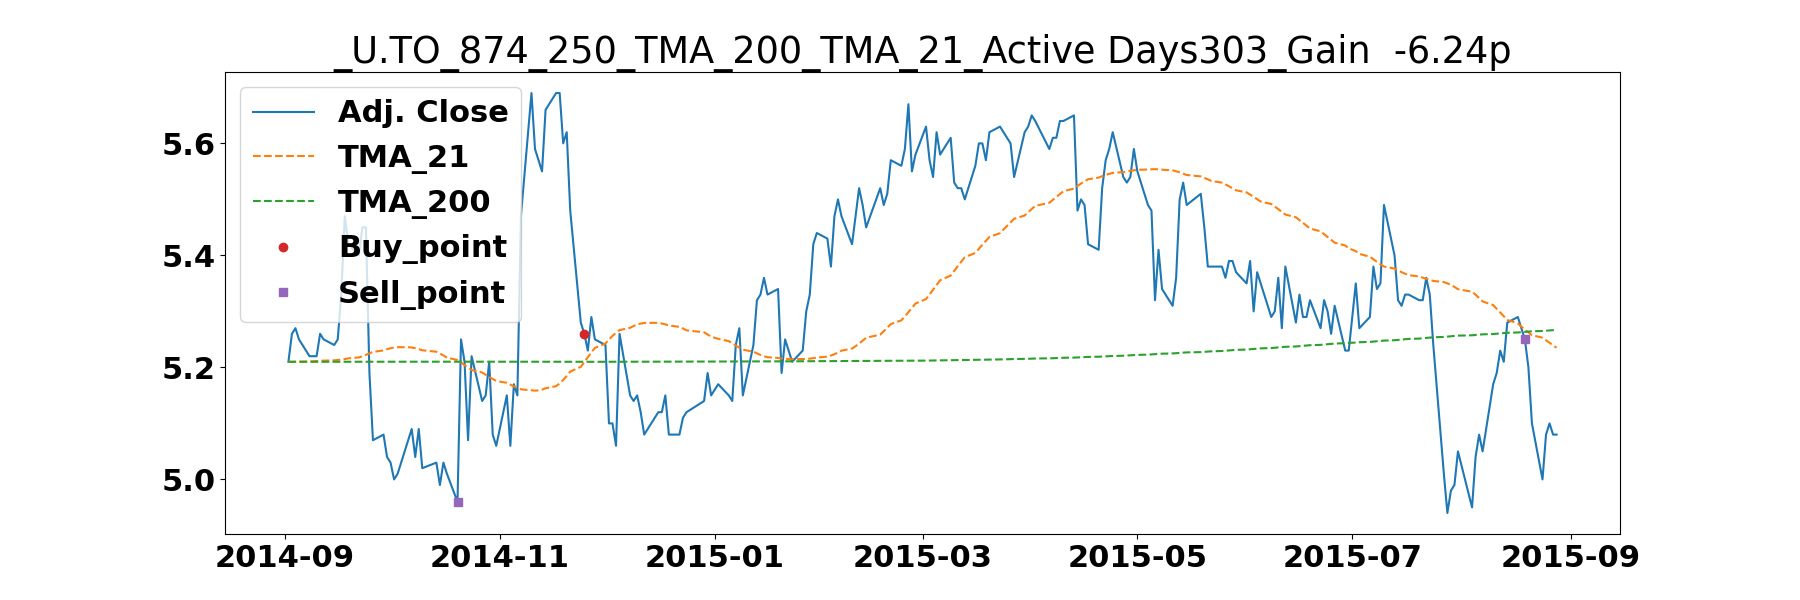 _U.TO_874_250_TMA_200_TMA_21_Active Days303_Gain  -6.24p
Adj. Close
TMA_21
TMA_200
Buy_point
Sell_point
5.6
5.4
5.2
5.0
2014-09 2014-11 2015-01 2015-03 2015-05 2015-07 2015-09